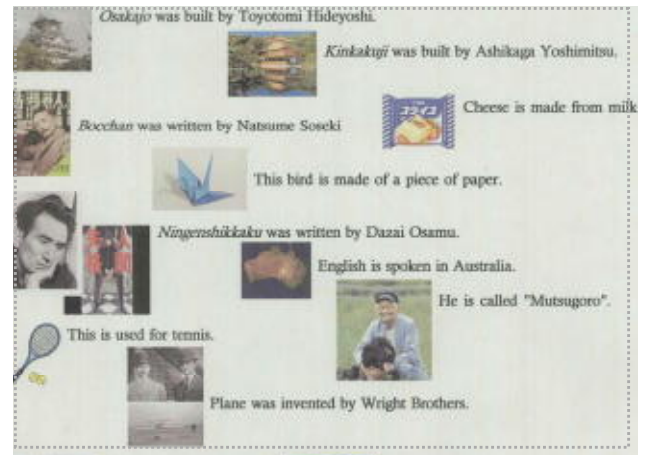 Osakajo was built by Toyotomi Hideyoshi.
Kinkakuji was built by Ashikaga Yoshimitsu.
Cheese is made from milk
Bocchan was written by Natsume Soseki
This bird is made of a piece of paper.
Ningenshikkaku was written by Dazai Osamu.
English is spoken in Australia.
He is called "Mutsugoro".
This is used for tennis.
Plane was invented by Wright Brothers.